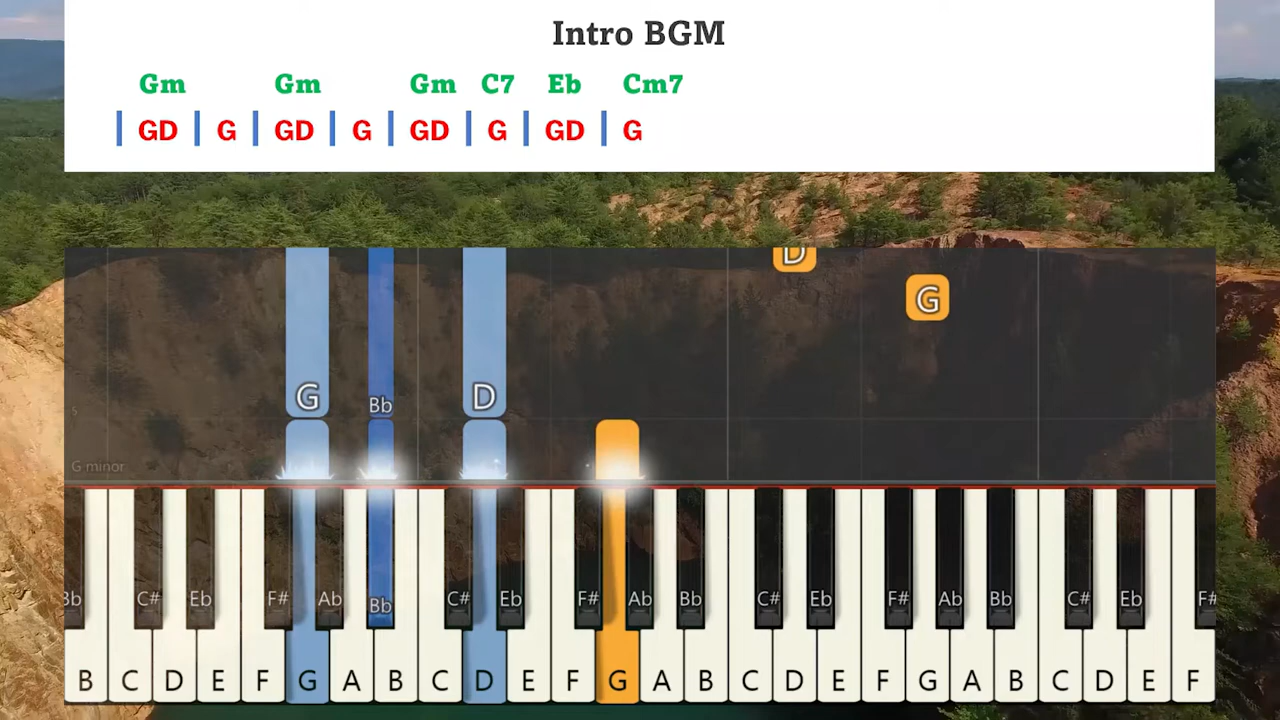 Intro BGM
Gm Gm Gm C7 Eb Cm7
| GD | G | GD | G | GD | G | GD | G
D
G
G Bb D
5
G minor
Bb C# Eb F# Ab Bb C# Eb F# Ab Bb C# Eb F# Ab Bb C# Eb F#
B C D E F G A B C D E F G A B C D E F G A B C D E F